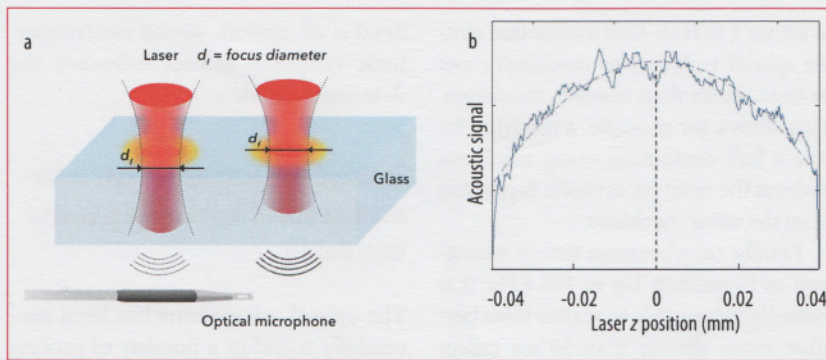 a
Laser d_f = focus diameter
d_f
d_f
Glass
Optical microphone
b
Acoustic signal
-0.04 -0.02 0 0.02 0.04
Laser z position (mm)